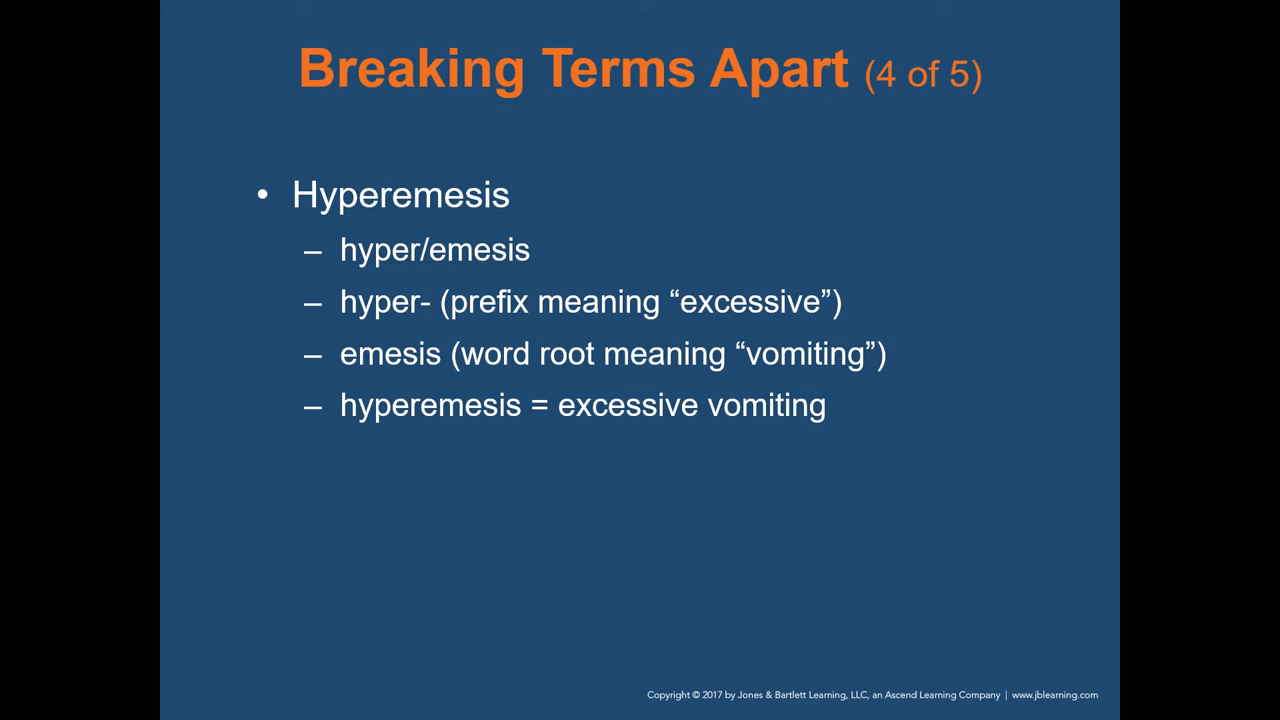 Breaking Terms Apart (4 of 5)
• Hyperemesis
– hyper/emesis
– hyper- (prefix meaning “excessive”)
– emesis (word root meaning “vomiting”)
– hyperemesis = excessive vomiting
Copyright © 2017 by Jones & Bartlett Learning, LLC, an Ascend Learning Company | www.jblearning.com